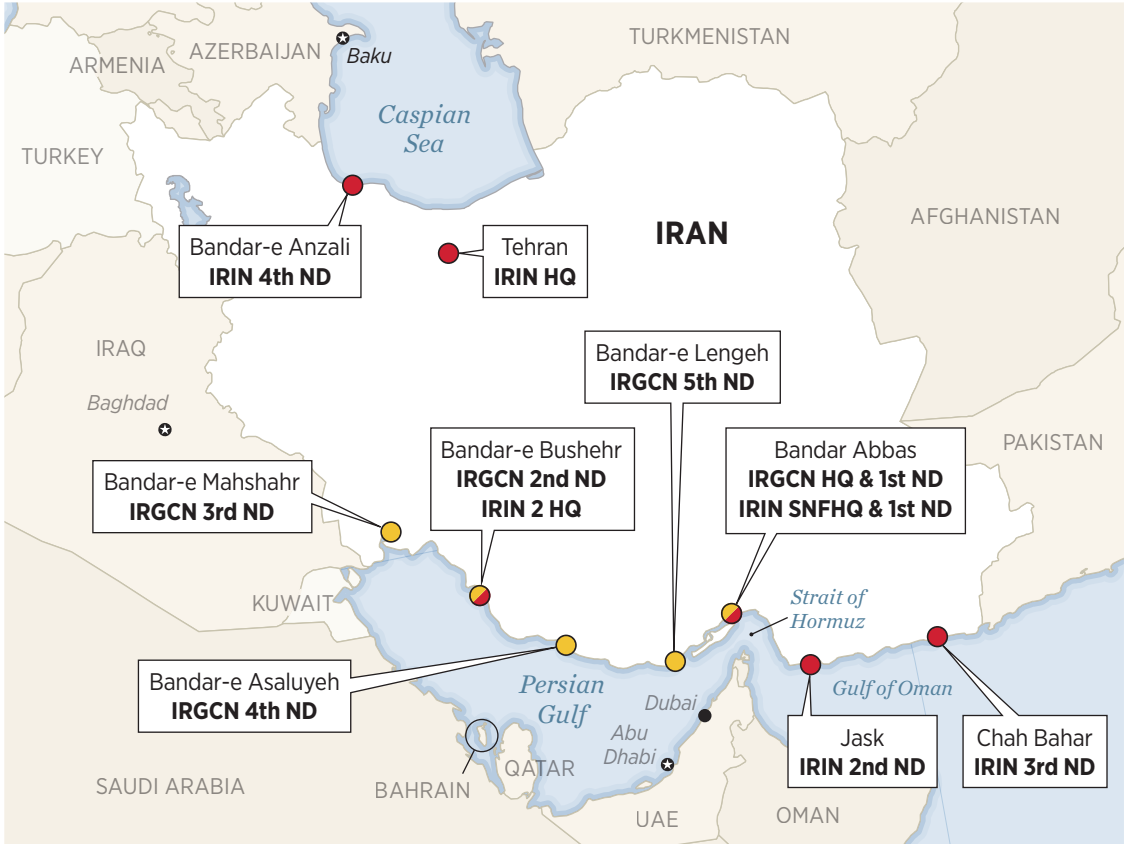 TURKMENISTAN
AZERBAIJAN
Baku
ARMENIA
Caspian
Sea
TURKEY
AFGHANISTAN
IRAN
Bandar-e Anzali
IRIN 4th ND
Tehran
IRIN HQ
IRAQ
Baghdad
Bandar-e Lengeh
IRGCN 5th ND
Bandar-e Bushehr
IRGCN 2nd ND
IRIN 2 HQ
Bandar Abbas
IRGCN HQ & 1st ND
IRIN SNFHQ & 1st ND
PAKISTAN
Bandar-e Mahshahr
IRGCN 3rd ND
KUWAIT
Strait of
Hormuz
Bandar-e Asaluyeh
IRGCN 4th ND
Persian
Gulf
Gulf of Oman
Dubai
Abu
Dhabi
Jask
IRIN 2nd ND
Chah Bahar
IRIN 3rd ND
SAUDI ARABIA
BAHRAIN
QATAR
UAE
OMAN